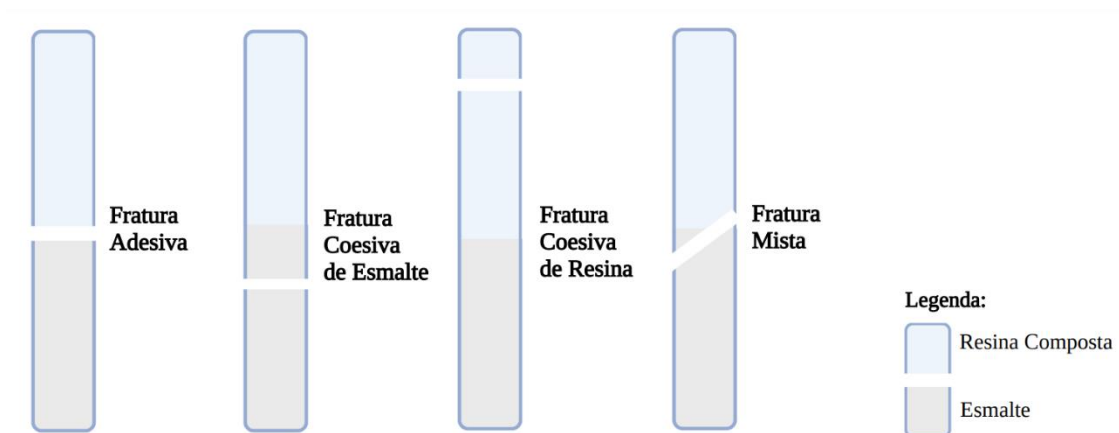 Fratura
Adesiva
Fratura
Coesiva
de Esmalte
Fratura
Coesiva
de Resina
Fratura
Mista
Legenda:
Resina Composta
Esmalte